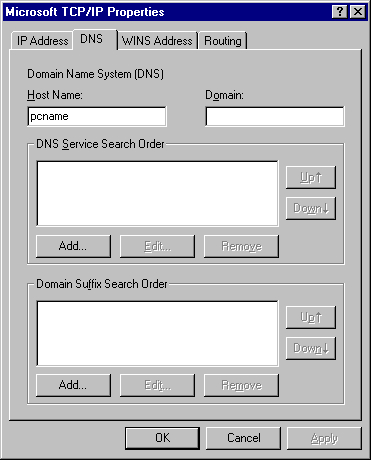 Microsoft TCP/IP Properties
IP Address DNS WINS Address Routing
Domain Name System (DNS)
Host Name: Domain:
pcname
DNS Service Search Order
Up↑
Down↓
Add... Edit... Remove
Domain Suffix Search Order
Up↑
Down↓
Add... Edit... Remove
OK Cancel Apply